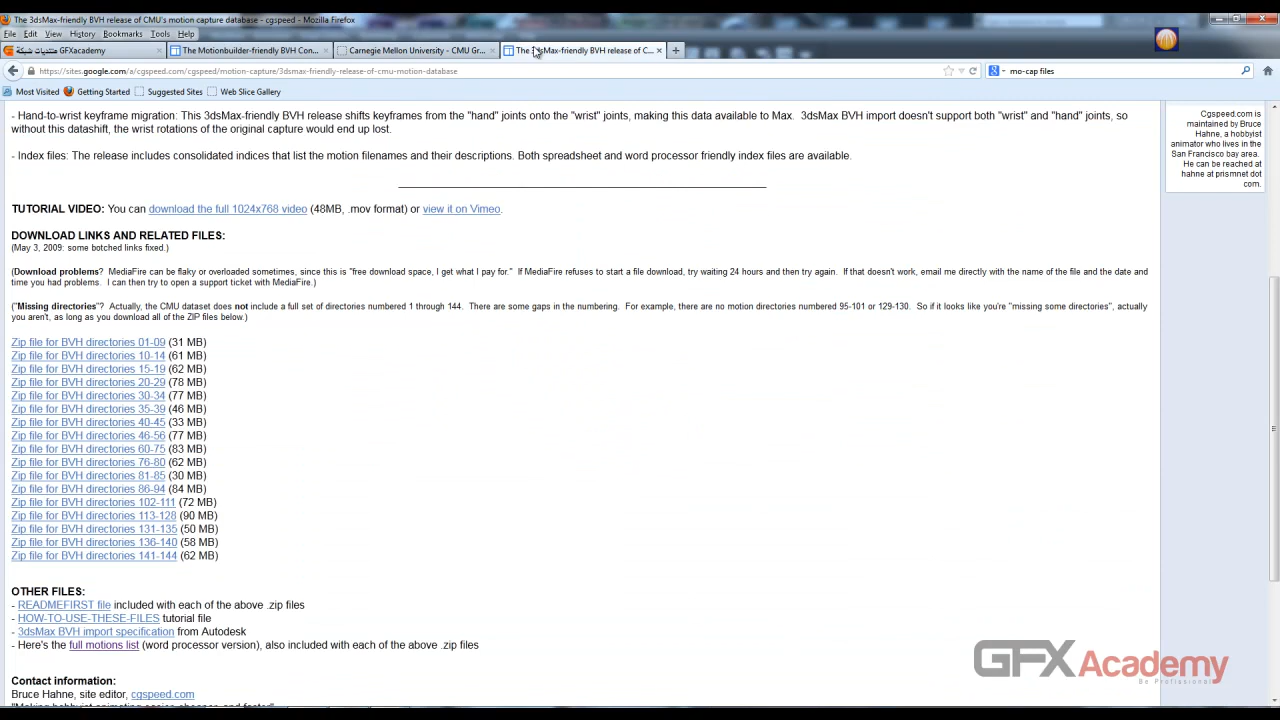 The 3dsMax-friendly BVH release of CMU's motion capture database - cgspeed - Mozilla Firefox
File Edit View History Bookmarks Tools Help
منتديات شبكة GFXacademy
The Motionbuilder-friendly BVH Con...
Carnegie Mellon University - CMU Gr...
The 3dsMax-friendly BVH release of C...
https://sites.google.com/a/cgspeed.com/cgspeed/motion-capture/3dsmax-friendly-release-of-cmu-motion-database
mo-cap files
Most Visited Getting Started Suggested Sites Web Slice Gallery
- Hand-to-wrist keyframe migration: This 3dsMax-friendly BVH release shifts keyframes from the "hand" joints onto the "wrist" joints, making this data available to Max. 3dsMax BVH import doesn't support both "wrist" and "hand" joints, so
without this datashift, the wrist rotations of the original capture would end up lost.
- Index files: The release includes consolidated indices that list the motion filenames and their descriptions. Both spreadsheet and word processor friendly index files are available.
Cgspeed.com is
maintained by Bruce
Hahne, a hobbyist
animator who lives in the
San Francisco bay area.
He can be reached at
hahne at prismnet dot
com.
TUTORIAL VIDEO: You can download the full 1024x768 video (48MB, .mov format) or view it on Vimeo.
DOWNLOAD LINKS AND RELATED FILES:
(May 3, 2009: some botched links fixed.)
(Download problems? MediaFire can be flaky or overloaded sometimes, since this is "free download space, I get what I pay for." If MediaFire refuses to start a file download, try waiting 24 hours and then try again. If that doesn't work, email me directly with the name of the file and the date and
time you had problems. I can then try to open a support ticket with MediaFire.)
("Missing directories"? Actually, the CMU dataset does not include a full set of directories numbered 1 through 144. There are some gaps in the numbering. For example, there are no motion directories numbered 95-101 or 129-130. So if it looks like you're "missing some directories", actually
you aren't, as long as you download all of the ZIP files below.)
Zip file for BVH directories 01-09 (31 MB)
Zip file for BVH directories 10-14 (61 MB)
Zip file for BVH directories 15-19 (62 MB)
Zip file for BVH directories 20-29 (78 MB)
Zip file for BVH directories 30-34 (77 MB)
Zip file for BVH directories 35-39 (46 MB)
Zip file for BVH directories 40-45 (33 MB)
Zip file for BVH directories 46-56 (77 MB)
Zip file for BVH directories 60-75 (83 MB)
Zip file for BVH directories 76-80 (62 MB)
Zip file for BVH directories 81-85 (30 MB)
Zip file for BVH directories 86-94 (84 MB)
Zip file for BVH directories 102-111 (72 MB)
Zip file for BVH directories 113-128 (90 MB)
Zip file for BVH directories 131-135 (50 MB)
Zip file for BVH directories 136-140 (58 MB)
Zip file for BVH directories 141-144 (62 MB)
OTHER FILES:
- READMEFIRST file included with each of the above .zip files
- HOW-TO-USE-THESE-FILES tutorial file
- 3dsMax BVH import specification from Autodesk
- Here's the full motions list (word processor version), also included with each of the above .zip files
Contact information:
Bruce Hahne, site editor, cgspeed.com
"Making hobbyist animating easier, cheaper, and faster"
GFXAcademy
Be Profissional